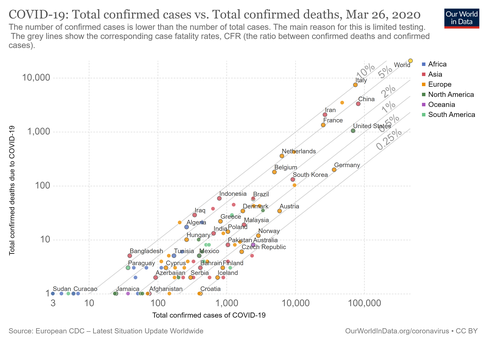 COVID-19: Total confirmed cases vs. Total confirmed deaths, Mar 26, 2020
Our World
in Data
The number of confirmed cases is lower than the number of total cases. The main reason for this is limited testing.
The grey lines show the corresponding case fatality rates, CFR (the ratio between confirmed deaths and confirmed
cases).
Total confirmed deaths due to COVID-19
10,000
1,000
100
10
1
10%
5%
2%
1%
0.5%
0.25%
World
Italy
China
Iran
France
United States
Netherlands
Belgium
Germany
South Korea
Indonesia
Brazil
Iraq
Denmark
Austria
Algeria
Greece
India
Poland
Malaysia
Hungary
Norway
Pakistan
Australia
Bangladesh
Tunisia
Mexico
Czech Republic
Paraguay
Cyprus
Bahrain
Finland
Azerbaijan
Serbia
Iceland
Sudan
Curacao
Jamaica
Afghanistan
Croatia
3
10
100
1,000
10,000
100,000
Total confirmed cases of COVID-19
Africa
Asia
Europe
North America
Oceania
South America
Source: European CDC – Latest Situation Update Worldwide
OurWorldInData.org/coronavirus • CC BY